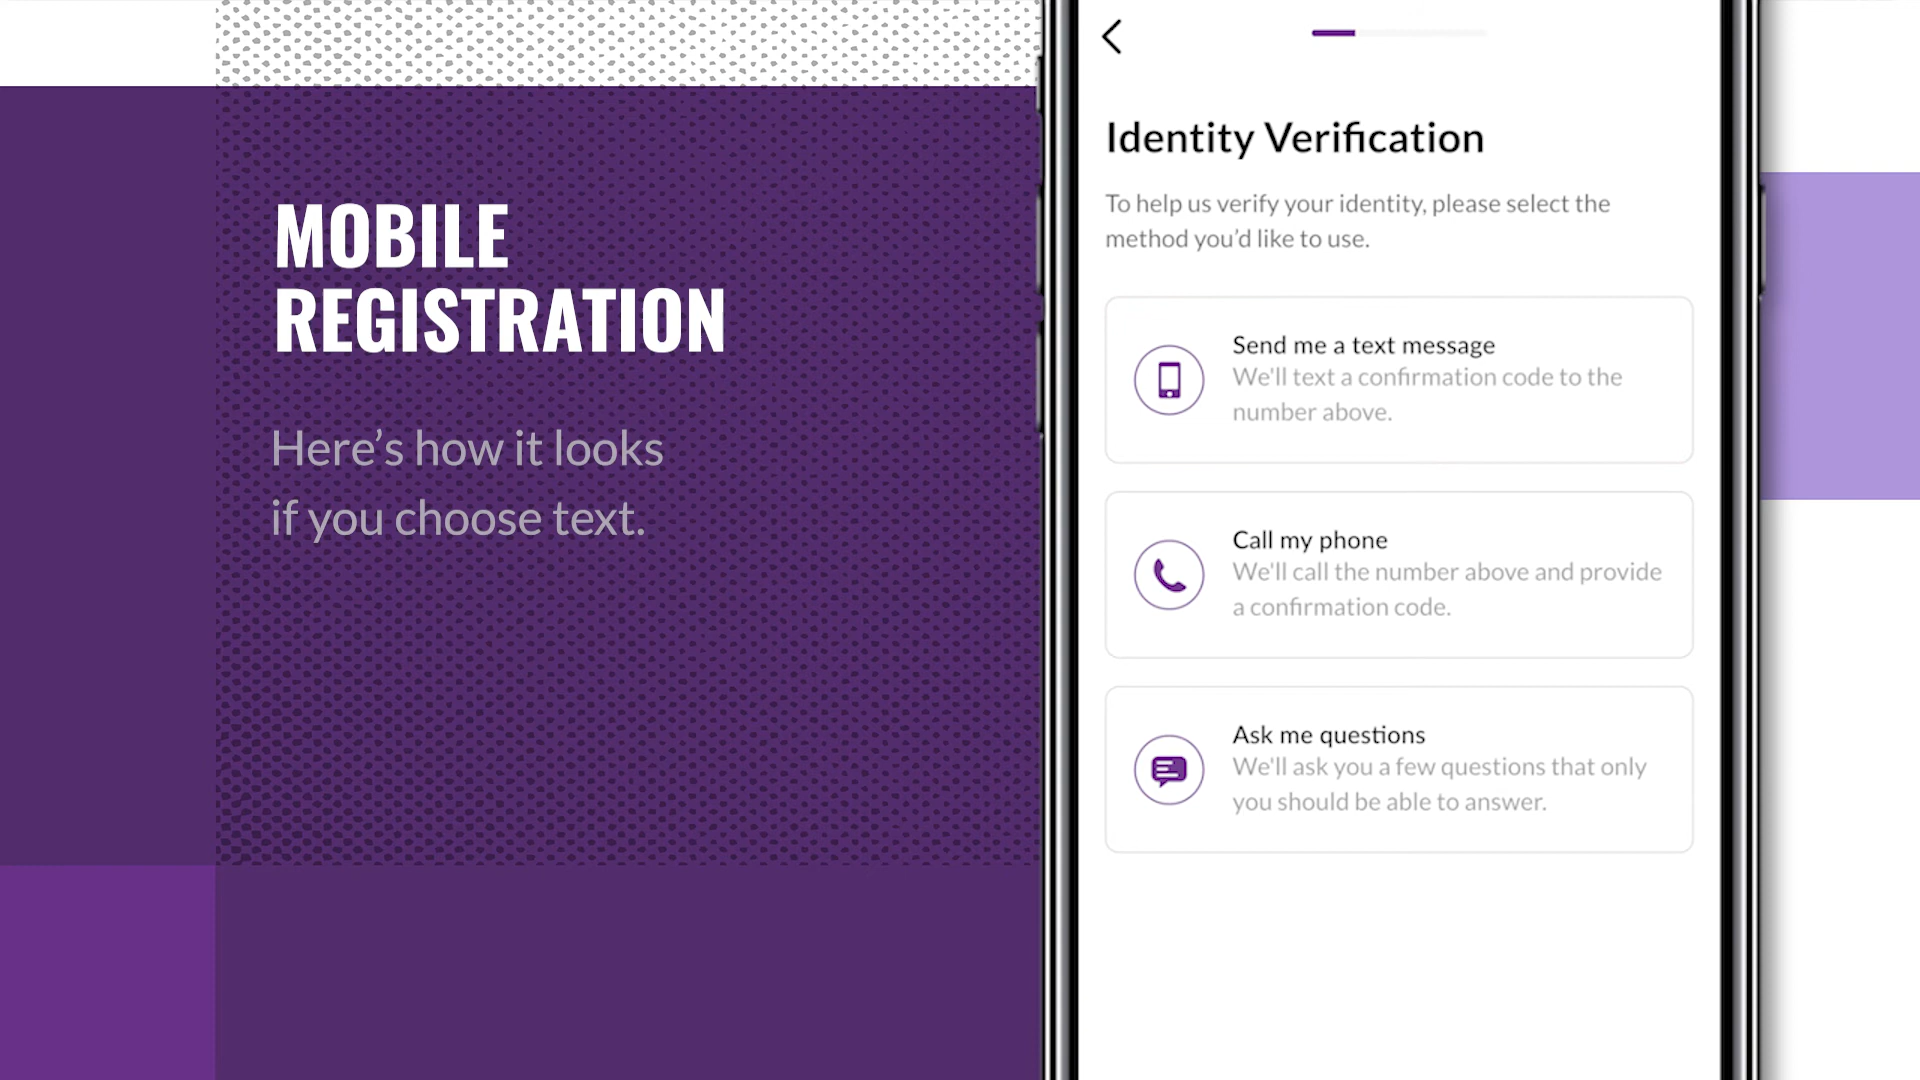 MOBILE
REGISTRATION
Here’s how it looks
if you choose text.
Identity Verification
To help us verify your identity, please select the
method you’d like to use.
Send me a text message
We'll text a confirmation code to the
number above.
Call my phone
We'll call the number above and provide
a confirmation code.
Ask me questions
We'll ask you a few questions that only
you should be able to answer.